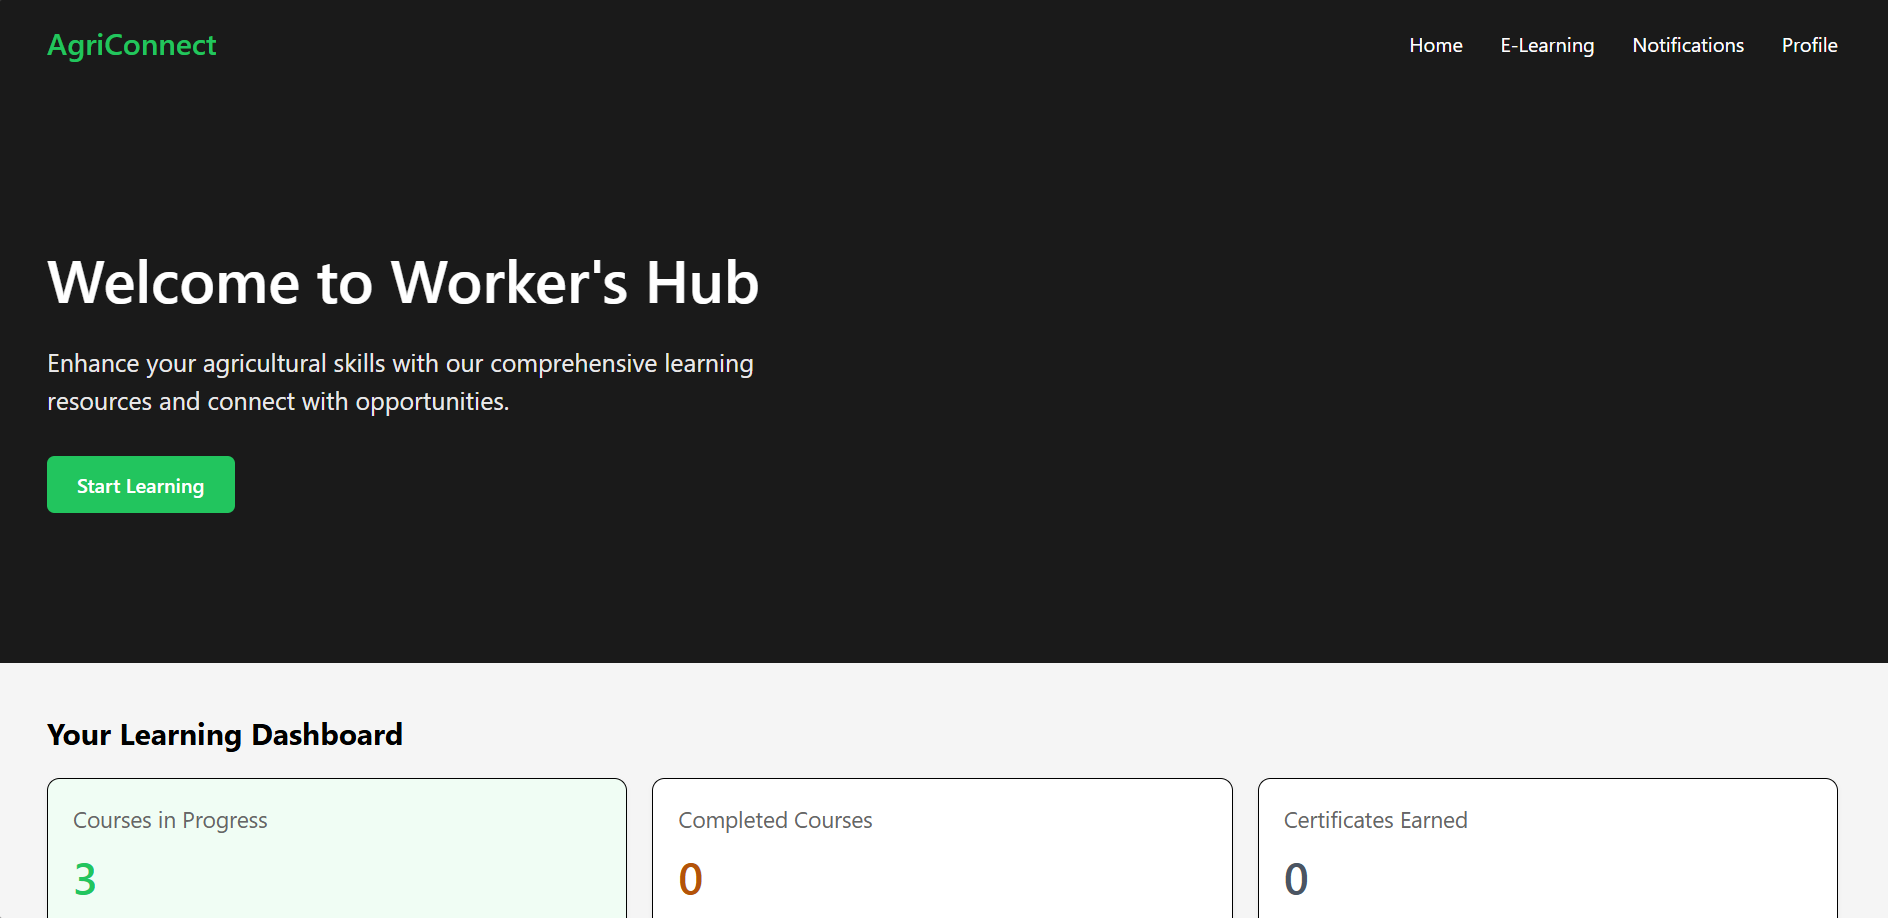 AgriConnect
Home
E-Learning
Notifications
Profile
Welcome to Worker's Hub
Enhance your agricultural skills with our comprehensive learning
resources and connect with opportunities.
Start Learning
Your Learning Dashboard
Courses in Progress
3
Completed Courses
0
Certificates Earned
0